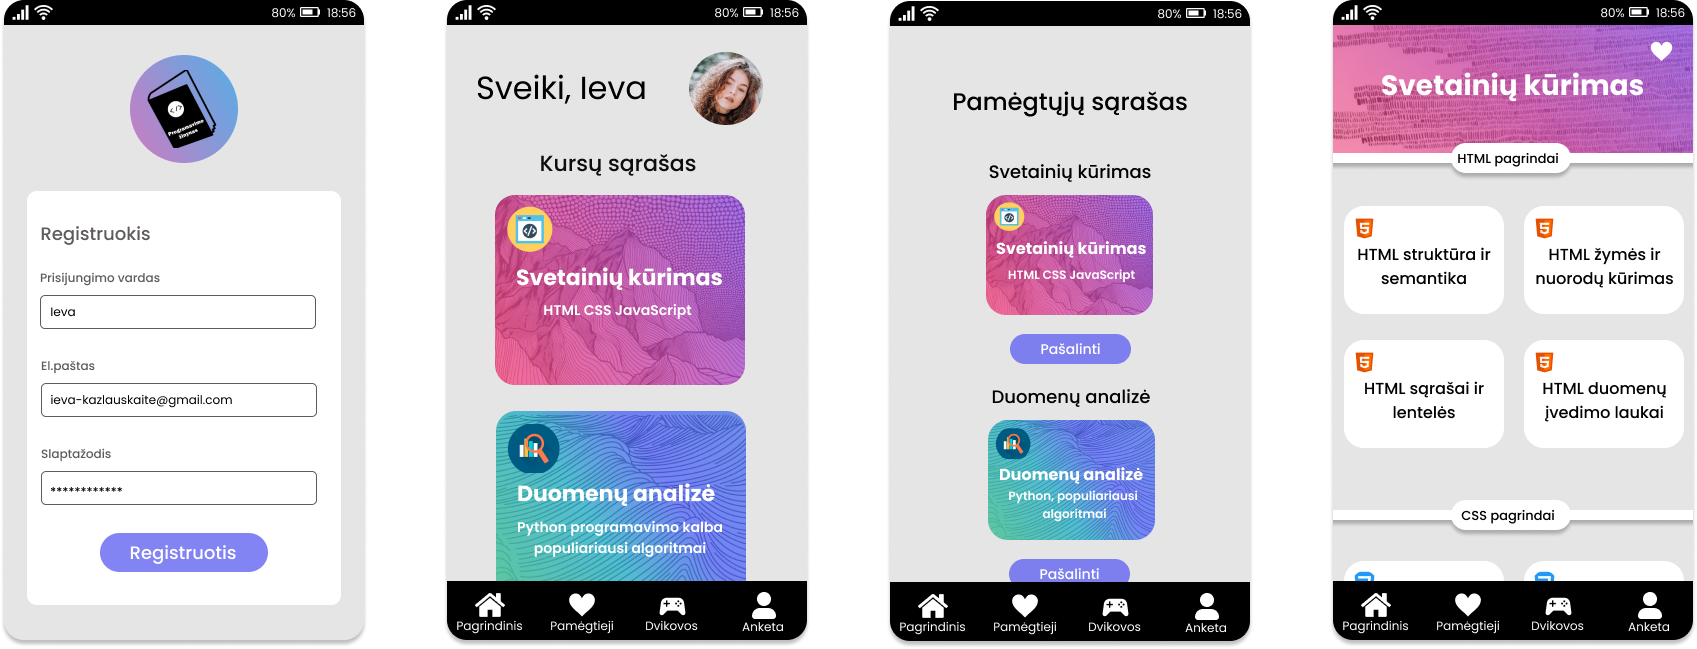 80% 18:56
</>
Programavimo
žinynas
Registruokis
Prisijungimo vardas
Ieva
El.paštas
ieva-kazlauskaite@gmail.com
Slaptažodis
************
Registruotis
80% 18:56
Sveiki, Ieva
Kursų sąrašas
</>
Svetainių kūrimas
HTML CSS JavaScript
Duomenų analizė
Python programavimo kalba
populiariausi algoritmai
Pagrindinis Pamėgtieji Dvikovos Anketa
80% 18:56
Pamėgtųjų sąrašas
Svetainių kūrimas
</>
Svetainių kūrimas
HTML CSS JavaScript
Pašalinti
Duomenų analizė
Duomenų analizė
Python, populiariausi
algoritmai
Pašalinti
Pagrindinis Pamėgtieji Dvikovos Anketa
80% 18:56
Svetainių kūrimas
HTML pagrindai
5
HTML struktūra ir
semantika
5
HTML žymės ir
nuorodų kūrimas
5
HTML sąrašai ir
lentelės
5
HTML duomenų
įvedimo laukai
CSS pagrindai
Pagrindinis Pamėgtieji Dvikovos Anketa